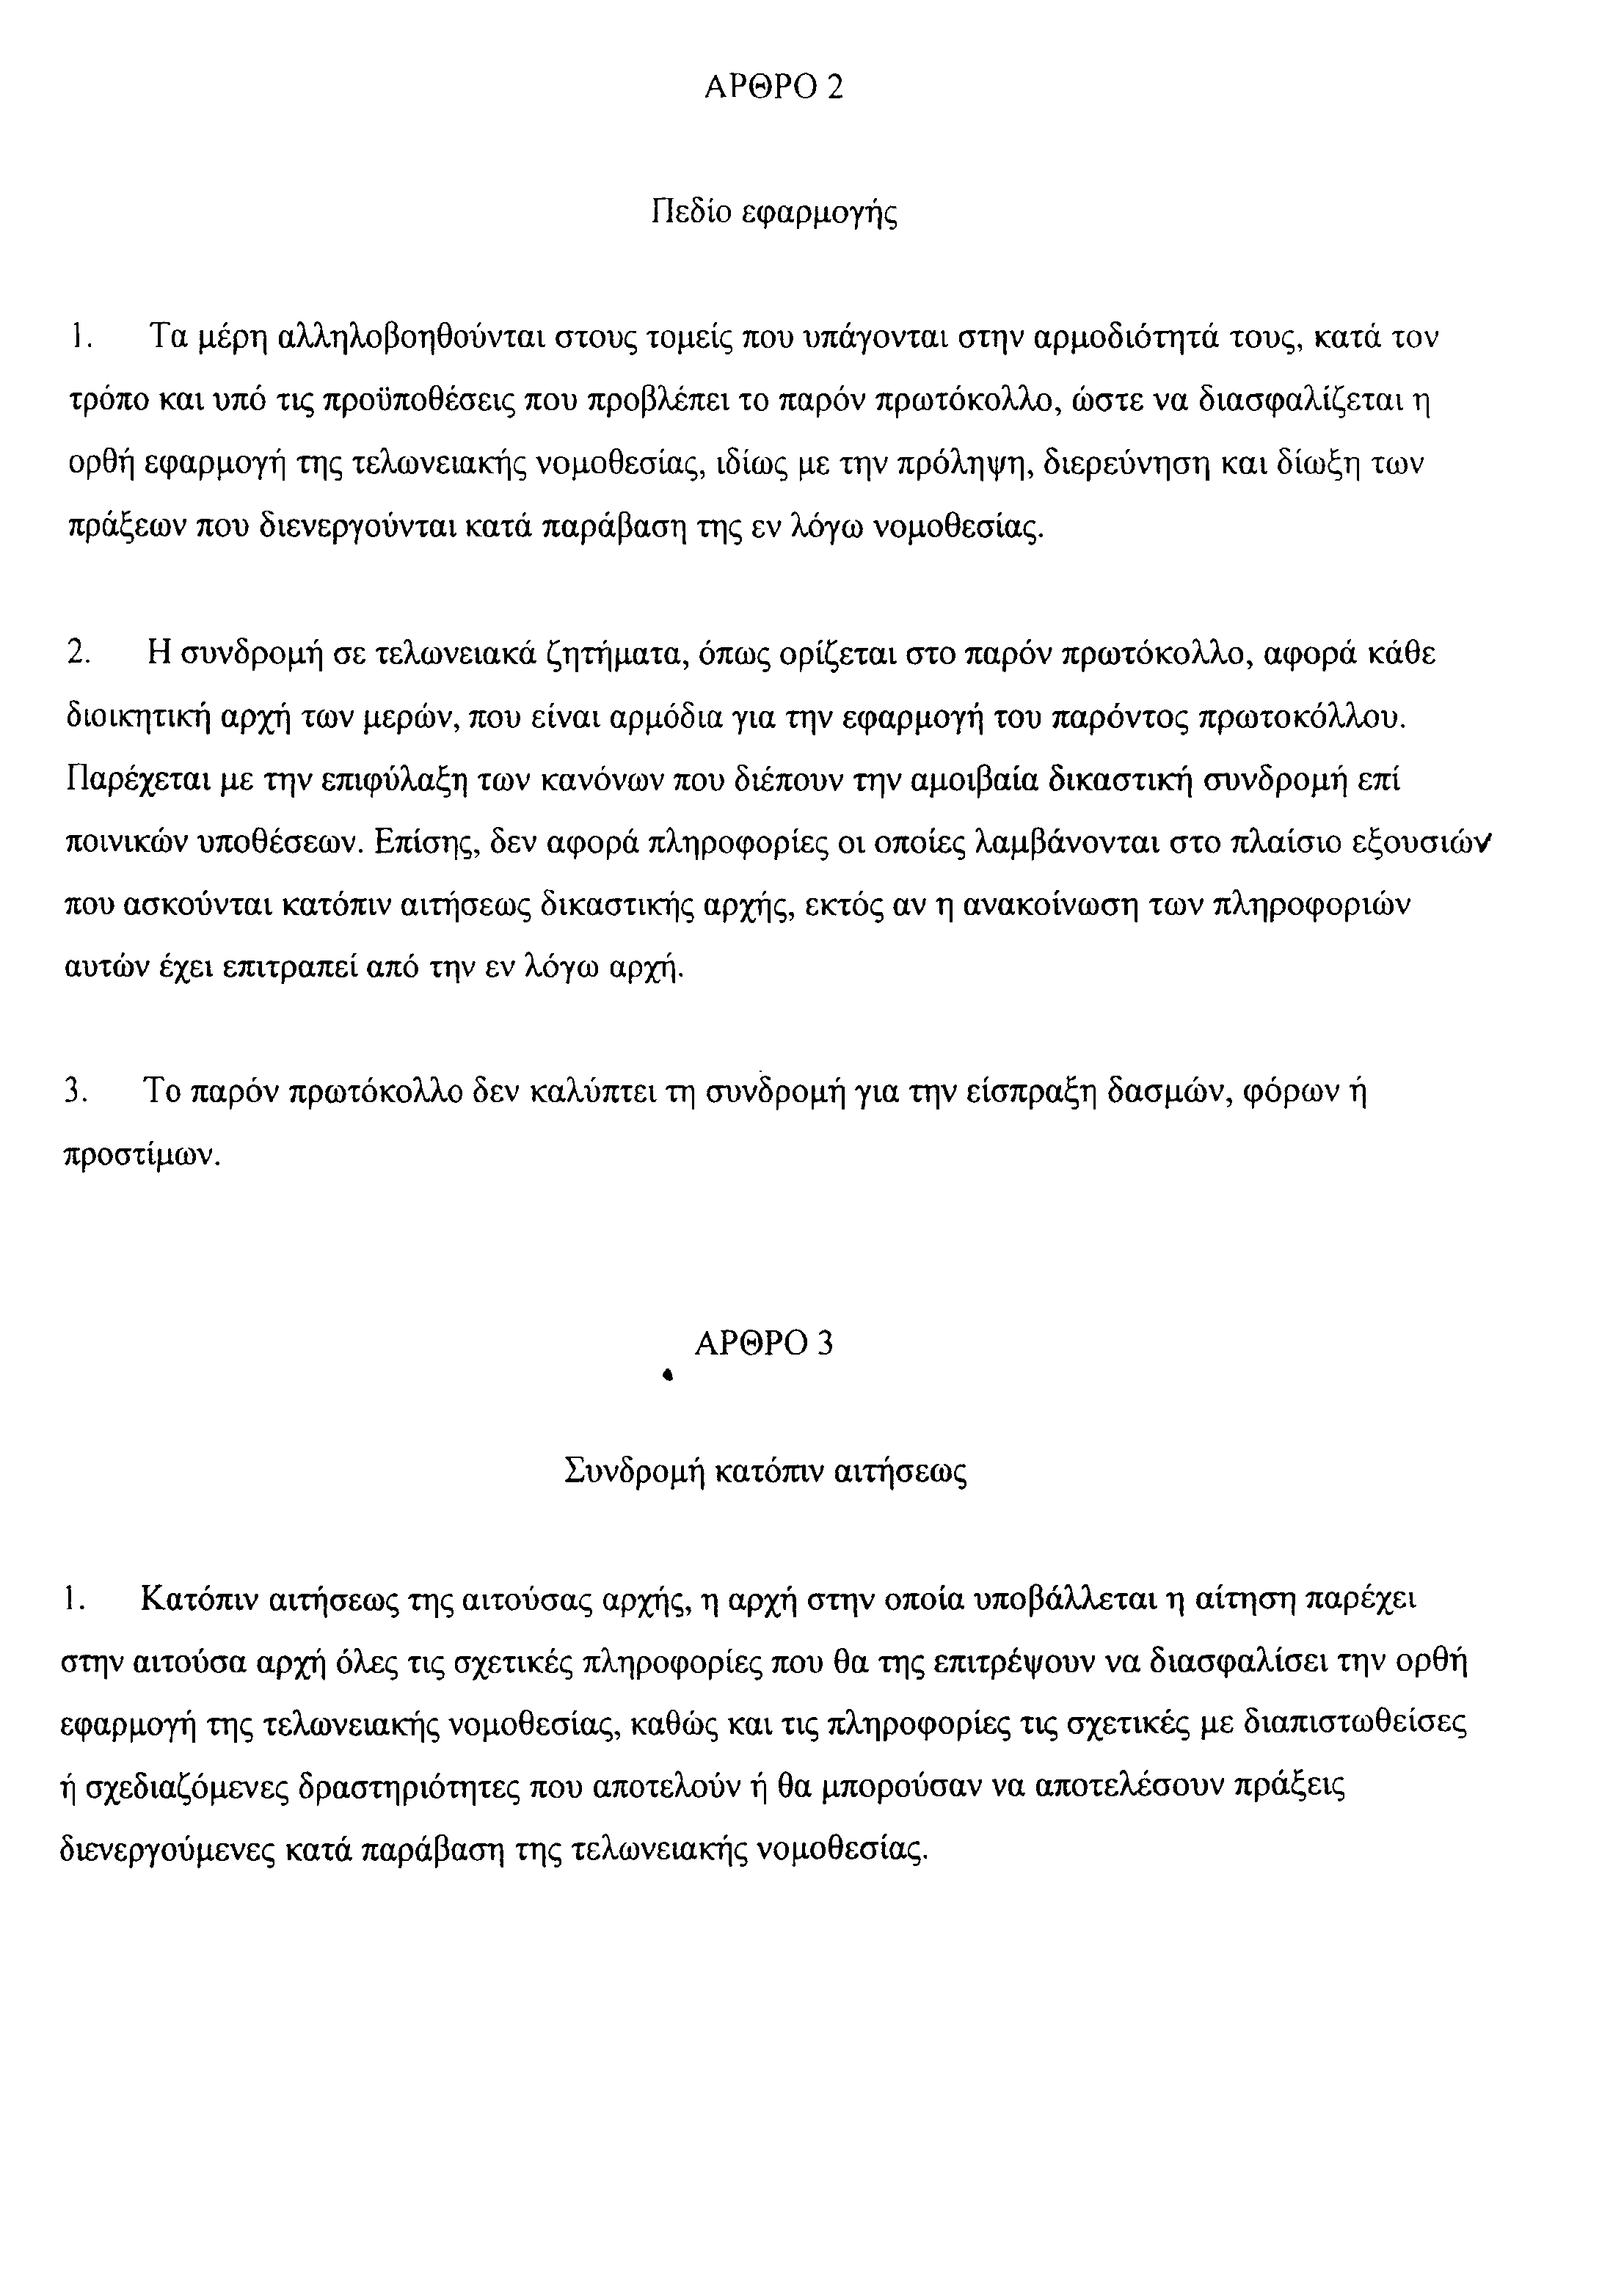 ΑΡΘΡΟ 2
Πεδίο εφαρμογής
1. Τα μέρη αλληλοβοηθούνται στους τομείς που υπάγονται στην αρμοδιότητά τους, κατά τον
τρόπο και υπό τις προϋποθέσεις που προβλέπει το παρόν πρωτόκολλο, ώστε να διασφαλίζεται η
ορθή εφαρμογή της τελωνειακής νομοθεσίας, ιδίως με την πρόληψη, διερεύνηση και δίωξη των
πράξεων που διενεργούνται κατά παράβαση της εν λόγω νομοθεσίας.
2. Η συνδρομή σε τελωνειακά ζητήματα, όπως ορίζεται στο παρόν πρωτόκολλο, αφορά κάθε
διοικητική αρχή των μερών, που είναι αρμόδια για την εφαρμογή του παρόντος πρωτοκόλλου.
Παρέχεται με την επιφύλαξη των κανόνων που διέπουν την αμοιβαία δικαστική συνδρομή επί
ποινικών υποθέσεων. Επίσης, δεν αφορά πληροφορίες οι οποίες λαμβάνονται στο πλαίσιο εξουσιών
που ασκούνται κατόπιν αιτήσεως δικαστικής αρχής, εκτός αν η ανακοίνωση των πληροφοριών
αυτών έχει επιτραπεί από την εν λόγω αρχή.
3. Το παρόν πρωτόκολλο δεν καλύπτει τη συνδρομή για την είσπραξη δασμών, φόρων ή
προστίμων.
ΑΡΘΡΟ 3
Συνδρομή κατόπιν αιτήσεως
1. Κατόπιν αιτήσεως της αιτούσας αρχής, η αρχή στην οποία υποβάλλεται η αίτηση παρέχει
στην αιτούσα αρχή όλες τις σχετικές πληροφορίες που θα της επιτρέψουν να διασφαλίσει την ορθή
εφαρμογή της τελωνειακής νομοθεσίας, καθώς και τις πληροφορίες τις σχετικές με διαπιστωθείσες
ή σχεδιαζόμενες δραστηριότητες που αποτελούν ή θα μπορούσαν να αποτελέσουν πράξεις
διενεργούμενες κατά παράβαση της τελωνειακής νομοθεσίας.